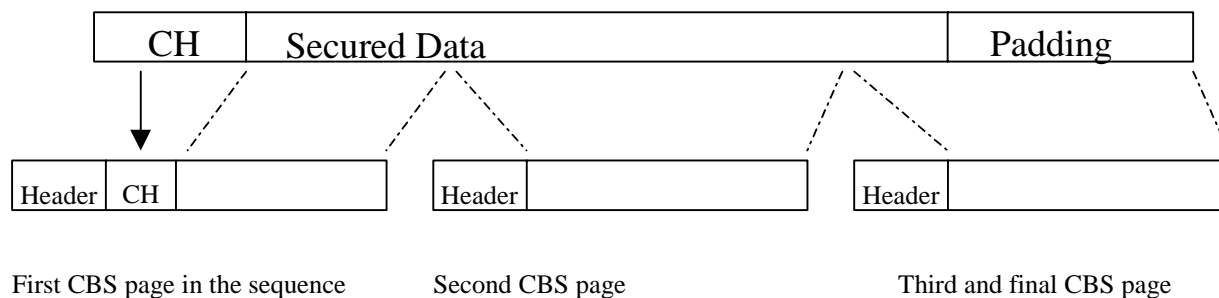 CH Secured Data Padding
Header CH Header Header
First CBS page in the sequence Second CBS page Third and final CBS page